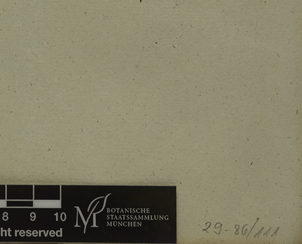 8 9 10
ht reserved
BOTANISCHE
STAATSSAMMLUNG
MÜNCHEN
29-86/111